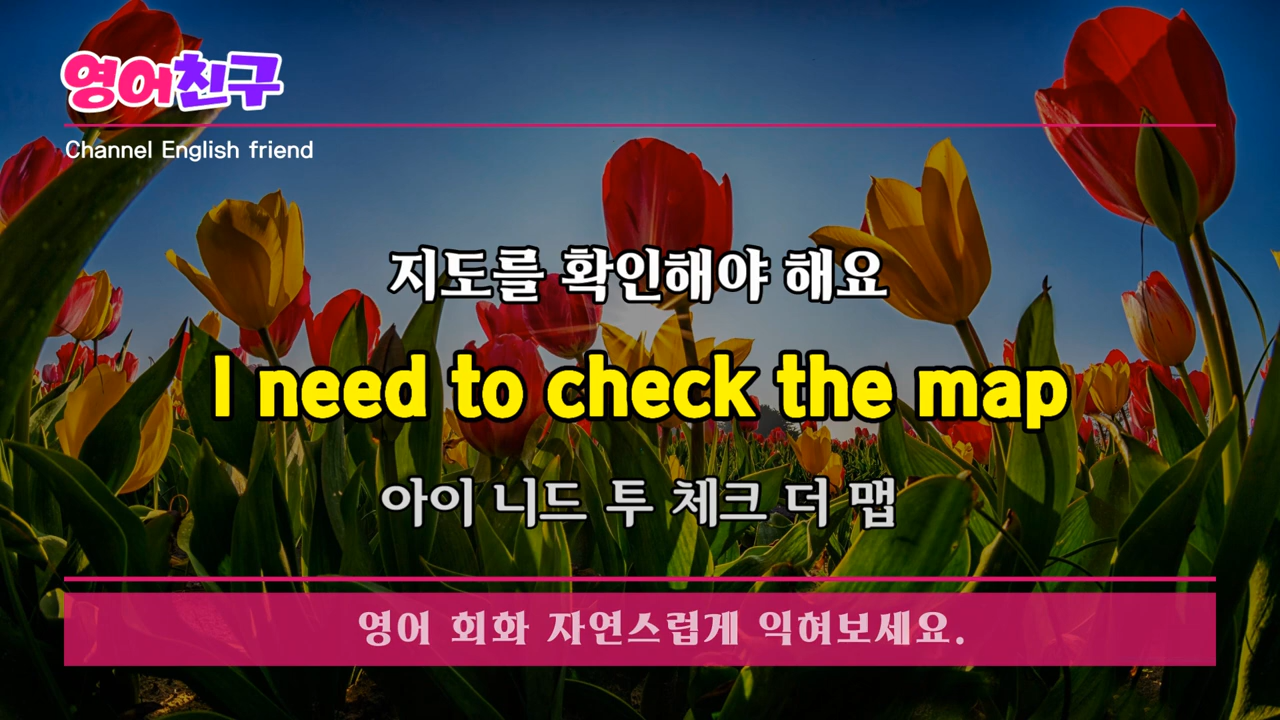 영어친구
Channel English friend
지도를 확인해야 해요
I need to check the map
아이 니드 투 체크 더 맵
영어 회화 자연스럽게 익혀보세요.